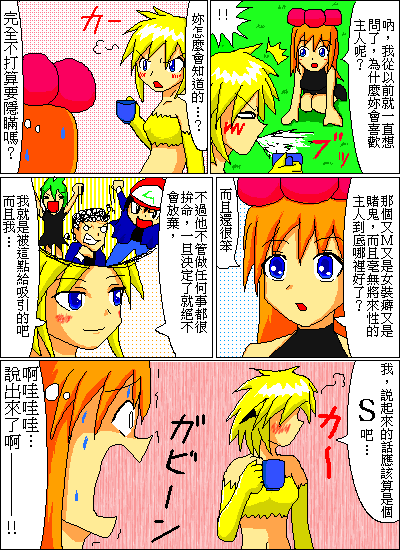 吶，我從以前就一直想
問了，為什麼妳會喜歡
主人呢？
!!
ブッ
妳怎麼會知道的…？
カー
完全不打算要隱瞞嗎？
那個又M又是女裝癖又是
賭鬼，而且毫無將來性的
主人到底哪裡好了？
而且還很笨
不過他不管做任何事都很
拚命，一旦決定了就絕不
會放棄，
我就是被這點給吸引的吧
而且我…
我，說起來的話應該算是個
S
吧…
カ～
ガビーン
啊哇哇哇…
說出來了啊——!!